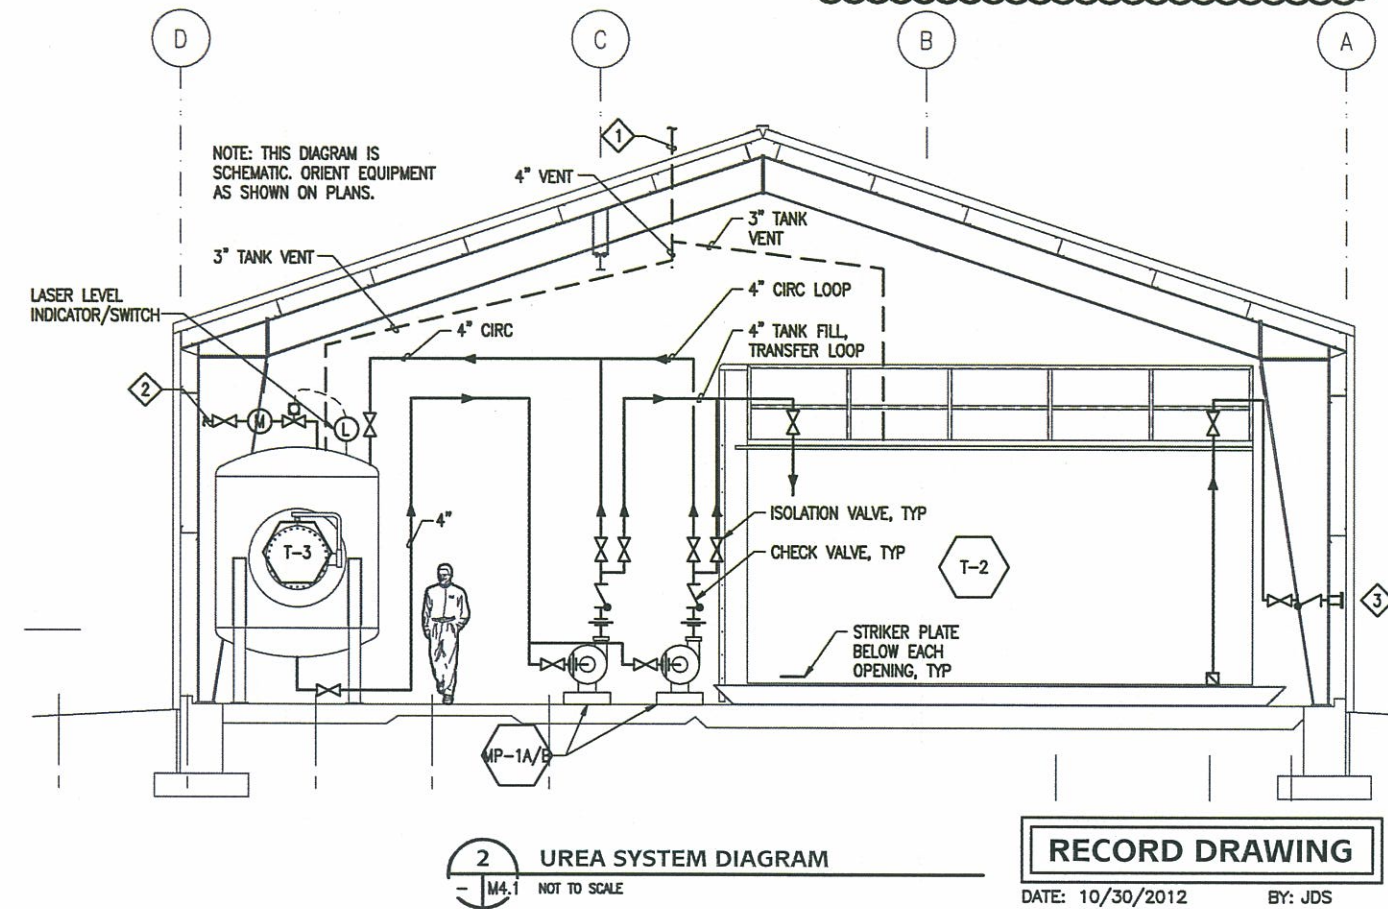 D
C
B
A
NOTE: THIS DIAGRAM IS
SCHEMATIC. ORIENT EQUIPMENT
AS SHOWN ON PLANS.
1
4" VENT
3" TANK
VENT
3" TANK VENT
LASER LEVEL
INDICATOR/SWITCH
4" CIRC
4" CIRC LOOP
4" TANK FILL,
TRANSFER LOOP
2
M
L
4"
ISOLATION VALVE, TYP
CHECK VALVE, TYP
T-3
T-2
3
STRIKER PLATE
BELOW EACH
OPENING, TYP
MP-1A/B
2
UREA SYSTEM DIAGRAM
- M4.1
NOT TO SCALE
RECORD DRAWING
DATE: 10/30/2012 BY: JDS